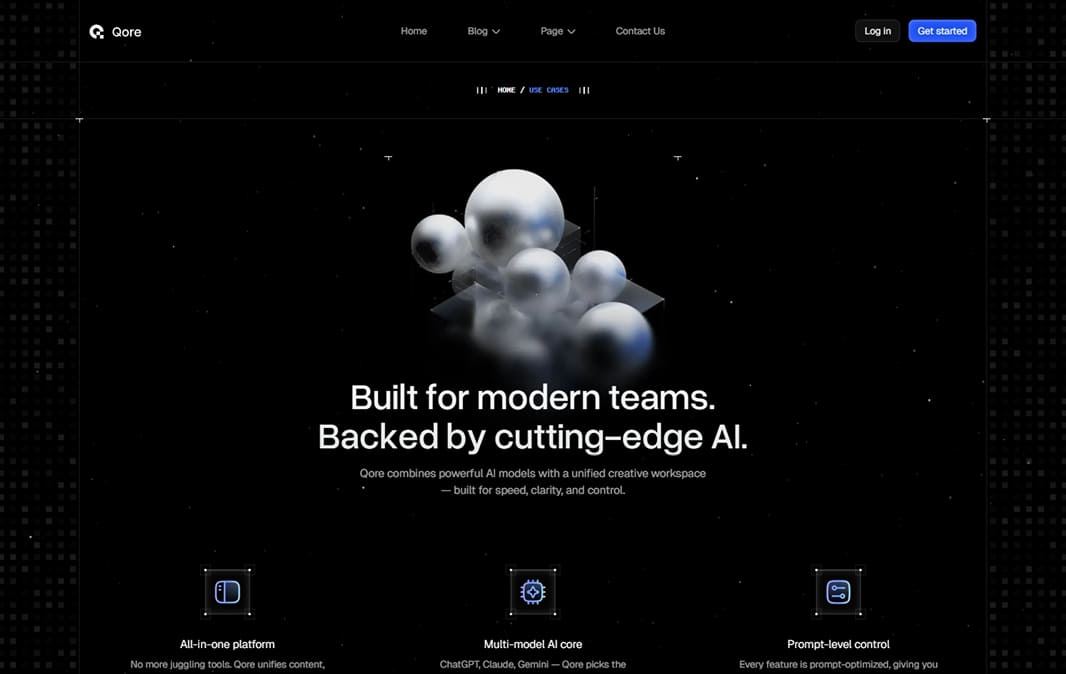 Qore
Home
Blog
Page
Contact Us
Log in
Get started
HOME / USE CASES
Built for modern teams.
Backed by cutting-edge AI.
Qore combines powerful AI models with a unified creative workspace
— built for speed, clarity, and control.
All-in-one platform
Multi-model AI core
Prompt-level control
No more juggling tools. Qore unifies content,
ChatGPT, Claude, Gemini — Qore picks the
Every feature is prompt-optimized, giving you